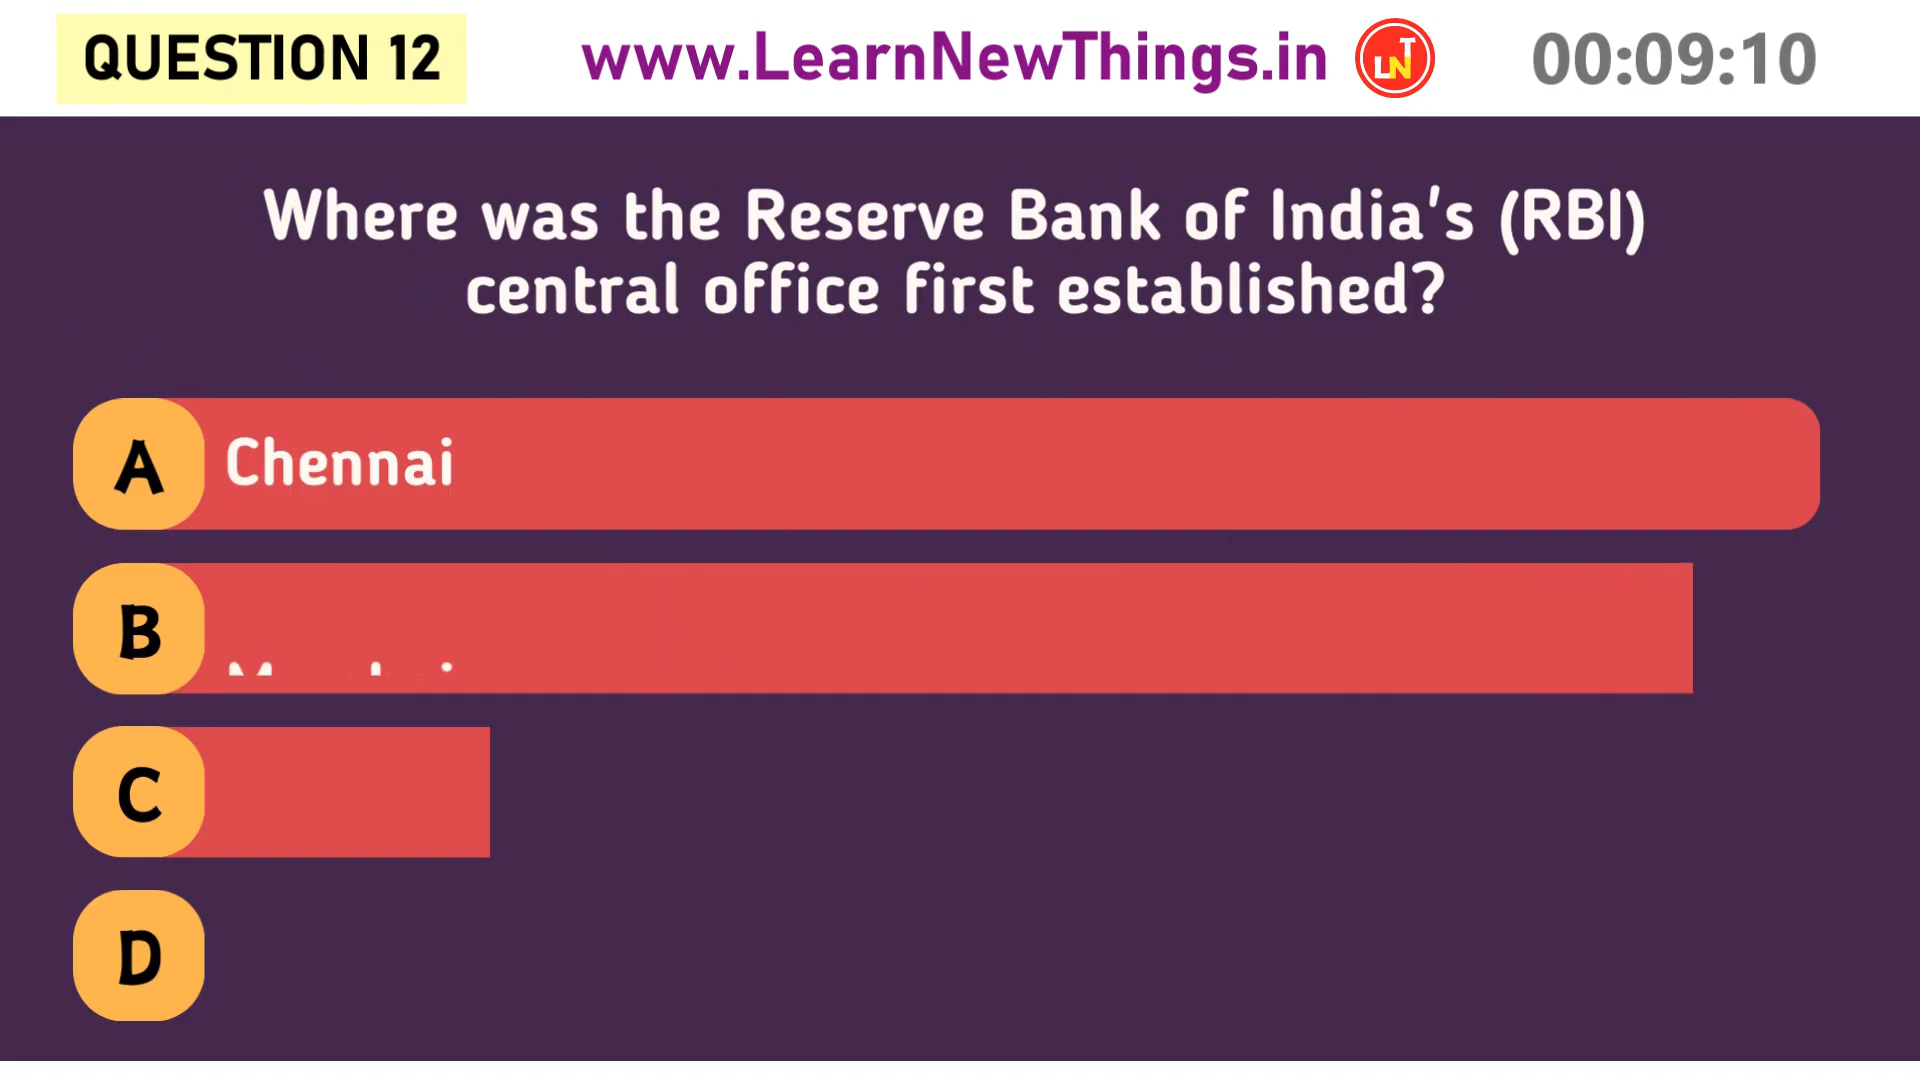 QUESTION 12
www.LearnNewThings.in
LNT
00:09:10
Where was the Reserve Bank of India's (RBI)
central office first established?
A Chennai
B
C
D